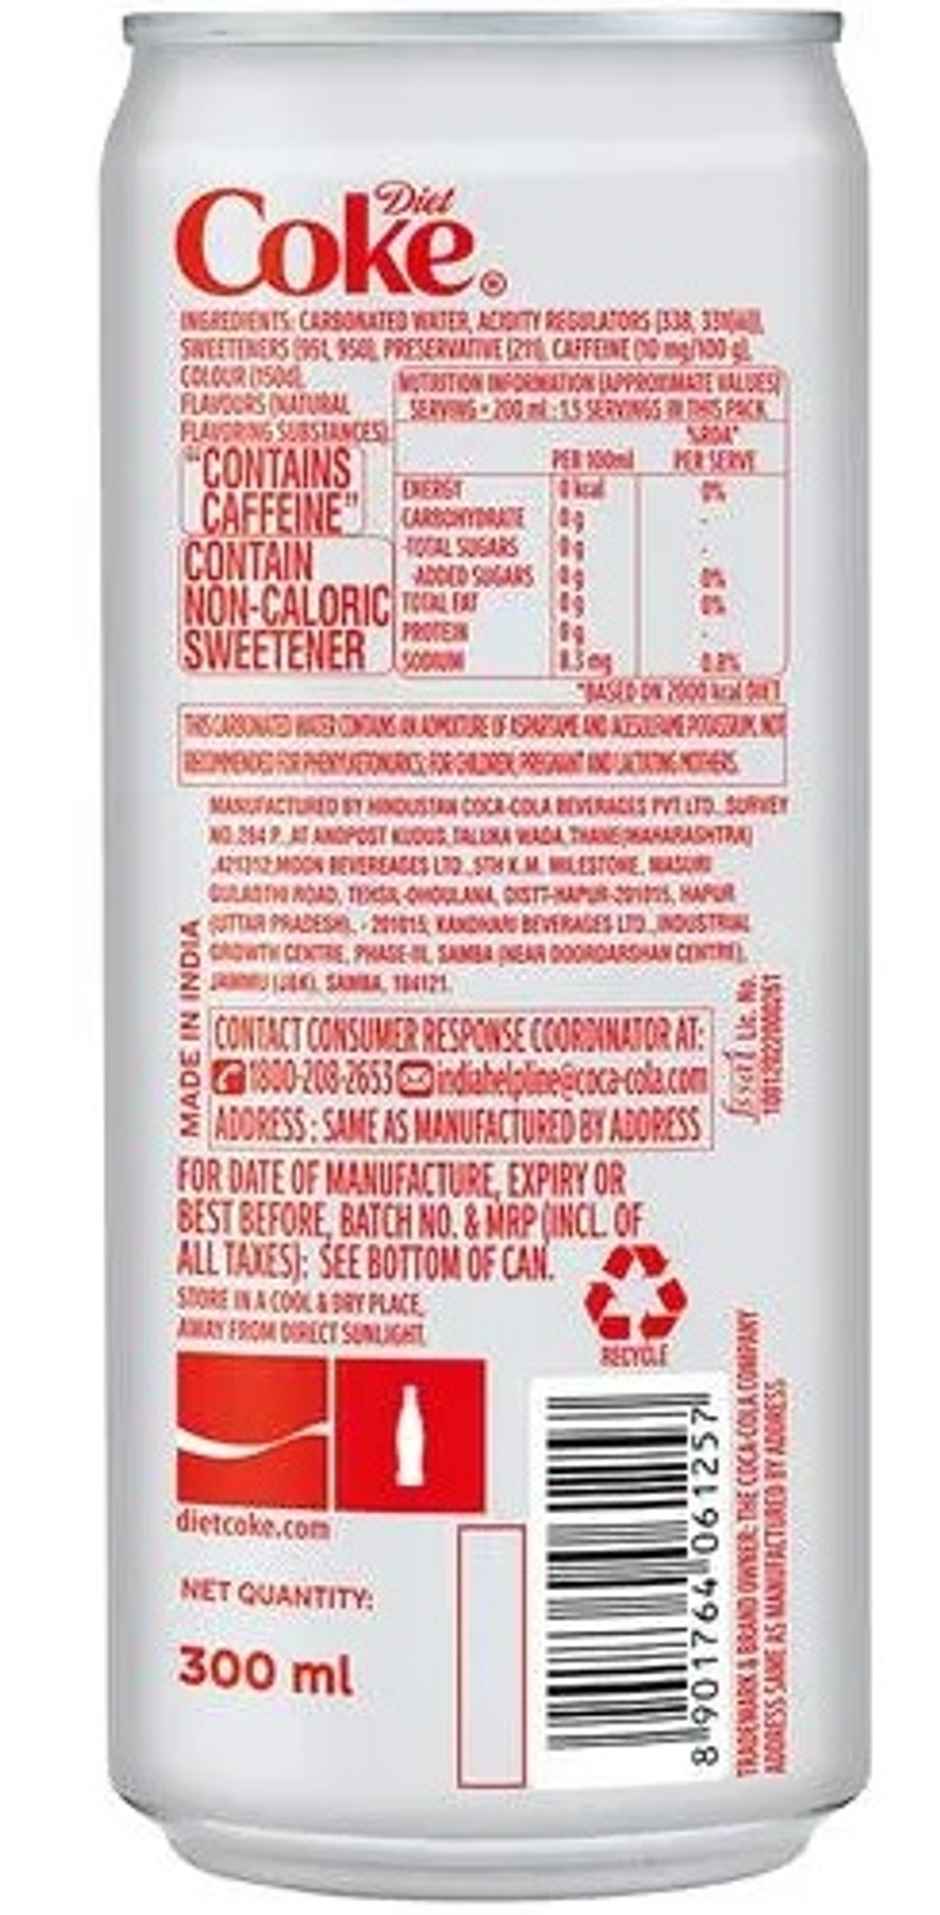 Diet
Coke®
INGREDIENTS: CARBONATED WATER, ACIDITY REGULATORS (338, 331(iii)),
SWEETENERS (951, 950), PRESERVATIVE (211), CAFFEINE (10 mg/100 g),
COLOUR (150d),
FLAVOURS (NATURAL
FLAVORING SUBSTANCES)
"CONTAINS
CAFFEINE"
CONTAIN
NON-CALORIC
SWEETENER
NUTRITION INFORMATION (APPROXIMATE VALUES)
SERVING = 200 ml ; 1.5 SERVINGS IN THIS PACK
PER 100ml %RDA* PER SERVE
ENERGY 0 kcal 0%
CARBOHYDRATE 0 g -
-TOTAL SUGARS 0 g -
-ADDED SUGARS 0 g 0%
TOTAL FAT 0 g 0%
PROTEIN 0 g -
SODIUM 8.3 mg 0.8%
*BASED ON 2000 kcal DIET
THIS CARBONATED WATER CONTAINS AN ADMIXTURE OF ASPARTAME AND ACESULFAME POTASSIUM, NOT
RECOMMENDED FOR PHENYLKETONURICS; FOR CHILDREN; PREGNANT AND LACTATING MOTHERS.
MANUFACTURED BY HINDUSTAN COCA-COLA BEVERAGES PVT LTD., SURVEY
NO.284 P., AT ANDPOST KUDUS, TALUKA WADA, THANE(MAHARASHTRA)
,421312;MOON BEVEREAGES LTD., 5TH K.M. MILESTONE, MASURI
GULAOTHI ROAD, TEHSIL-DHOULANA, DISTT-HAPUR-201015, HAPUR
(UTTAR PRADESH), - 201015; KANDHARI BEVERAGES LTD., INDUSTRIAL
GROWTH CENTRE, PHASE-III, SAMBA (NEAR DOORDARSHAN CENTRE),
JAMMU (J&K), SAMBA, 184121.
MADE IN INDIA
fssai Lic. No.
10012022000261
CONTACT CONSUMER RESPONSE COORDINNATOR AT:
1800-208-2653 indiahelpline@coca-cola.com
ADDRESS : SAME AS MANUFACTURED BY ADDRESS
FOR DATE OF MANUFACTURE, EXPIRY OR
BEST BEFORE, BATCH NO. & MRP (INCL. OF
ALL TAXES): SEE BOTTOM OF CAN.
STORE IN A COOL & DRY PLACE,
AWAY FROM DIRECT SUNLIGHT.
RECYCLE
dietcoke.com
NET QUANTITY:
300 ml
8 901764 061257
TRADEMARK & BRAND OWNER: THE COCA-COLA COMPANY
ADDRESS SAME AS MANUFACTURED BY ADDRESS